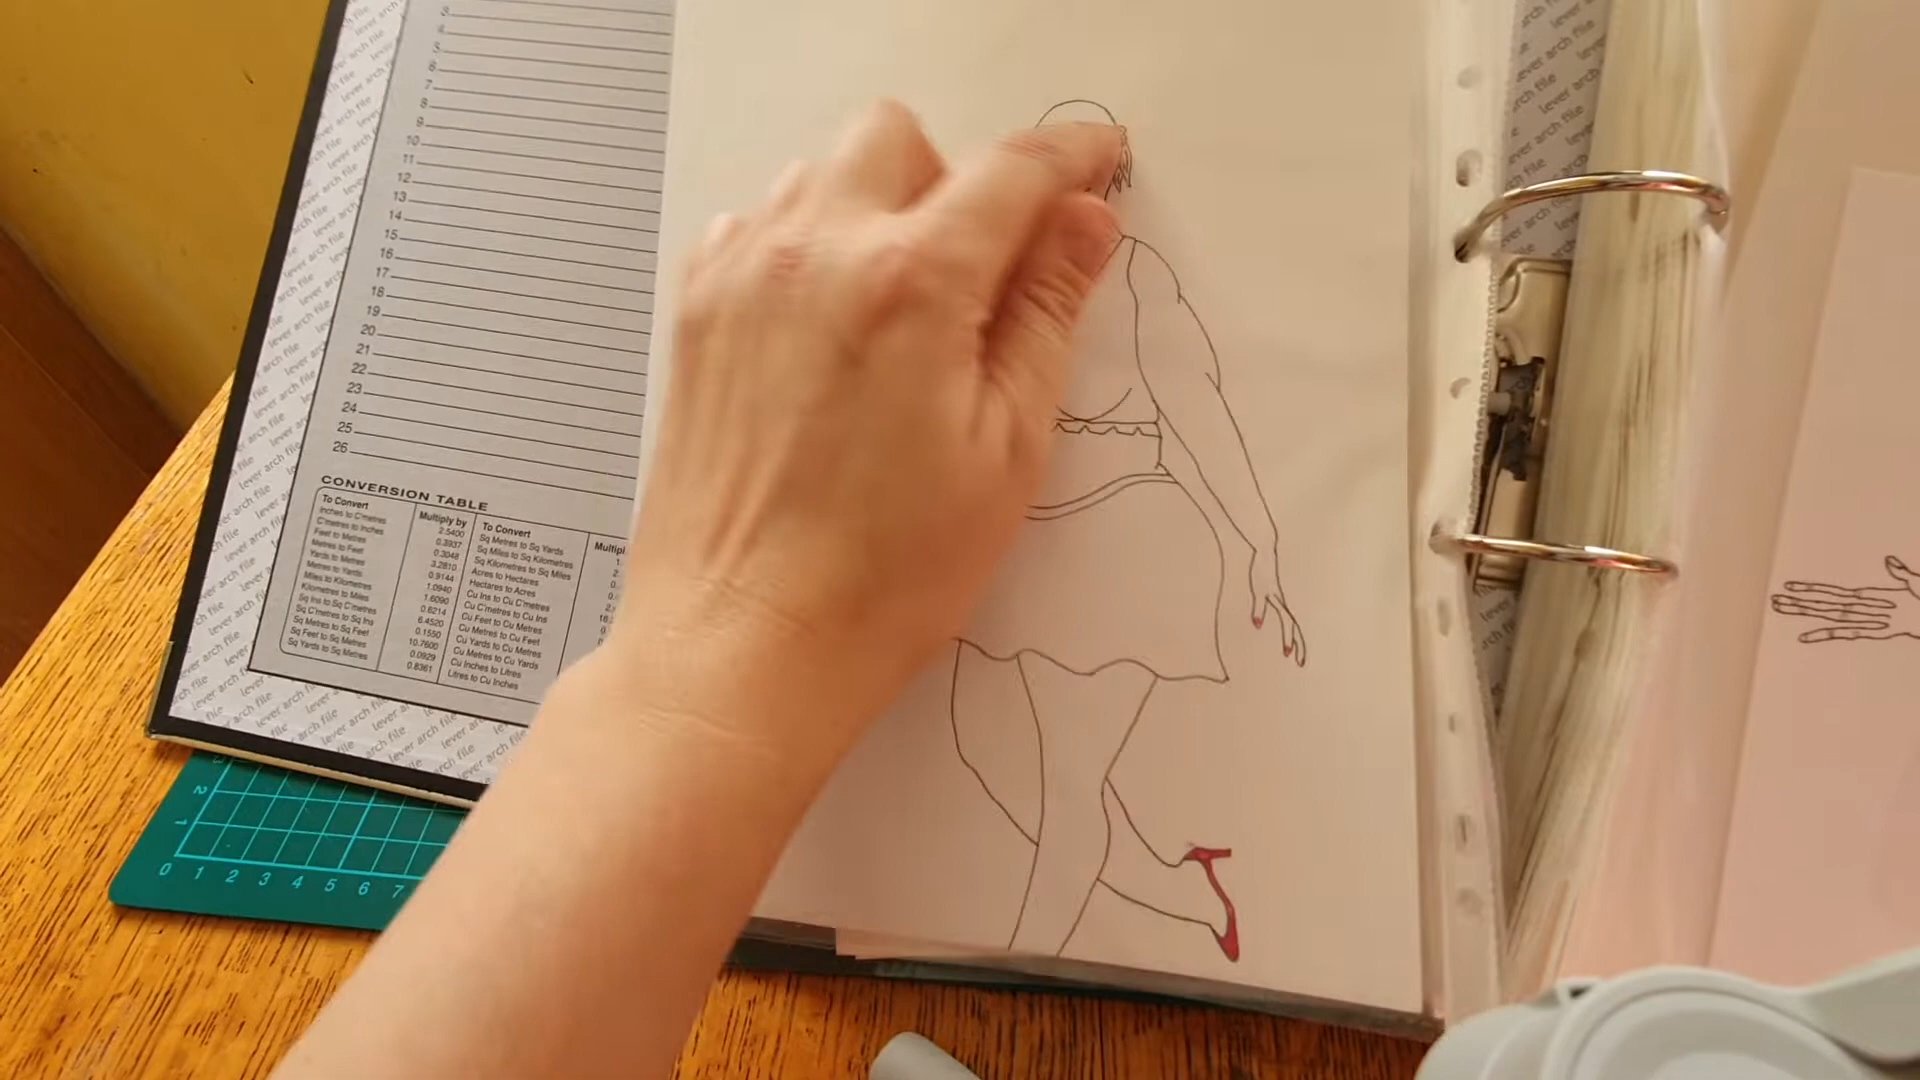 3
4
5
6
7
8
9
10
11
12
13
14
15
16
17
18
19
20
21
22
23
24
25
26
CONVERSION TABLE
To Convert Multiply by To Convert
Inches to C'metres 2.5400 Sq Metres to Sq Yards
C'metres to Inches 0.3937 Sq Miles to Sq Kilometres
Feet to Metres 0.3048 Sq Kilometres to Sq Miles
Metres to Feet 3.2810 Acres to Hectares
Yards to Metres 0.9144 Hectares to Acres
Metres to Yards 1.0940 Cu Ins to Cu C'metres
Miles to Kilometres 1.6090 Cu C'metres to Cu Ins
Kilometres to Miles 0.6214 Cu Feet to Cu Metres
Sq Ins to Sq C'metres 6.4520 Cu Metres to Cu Feet
Sq C'metres to Sq Ins 0.1550 Cu Yards to Cu Metres
Sq Metres to Sq Feet 10.7600 Cu Metres to Cu Yards
Sq Feet to Sq Metres 0.0929 Cu Inches to Litres
Sq Yards to Sq Metres 0.8361 Litres to Cu Inches
lever arch file
2
1
0 1 2 3 4 5 6 7